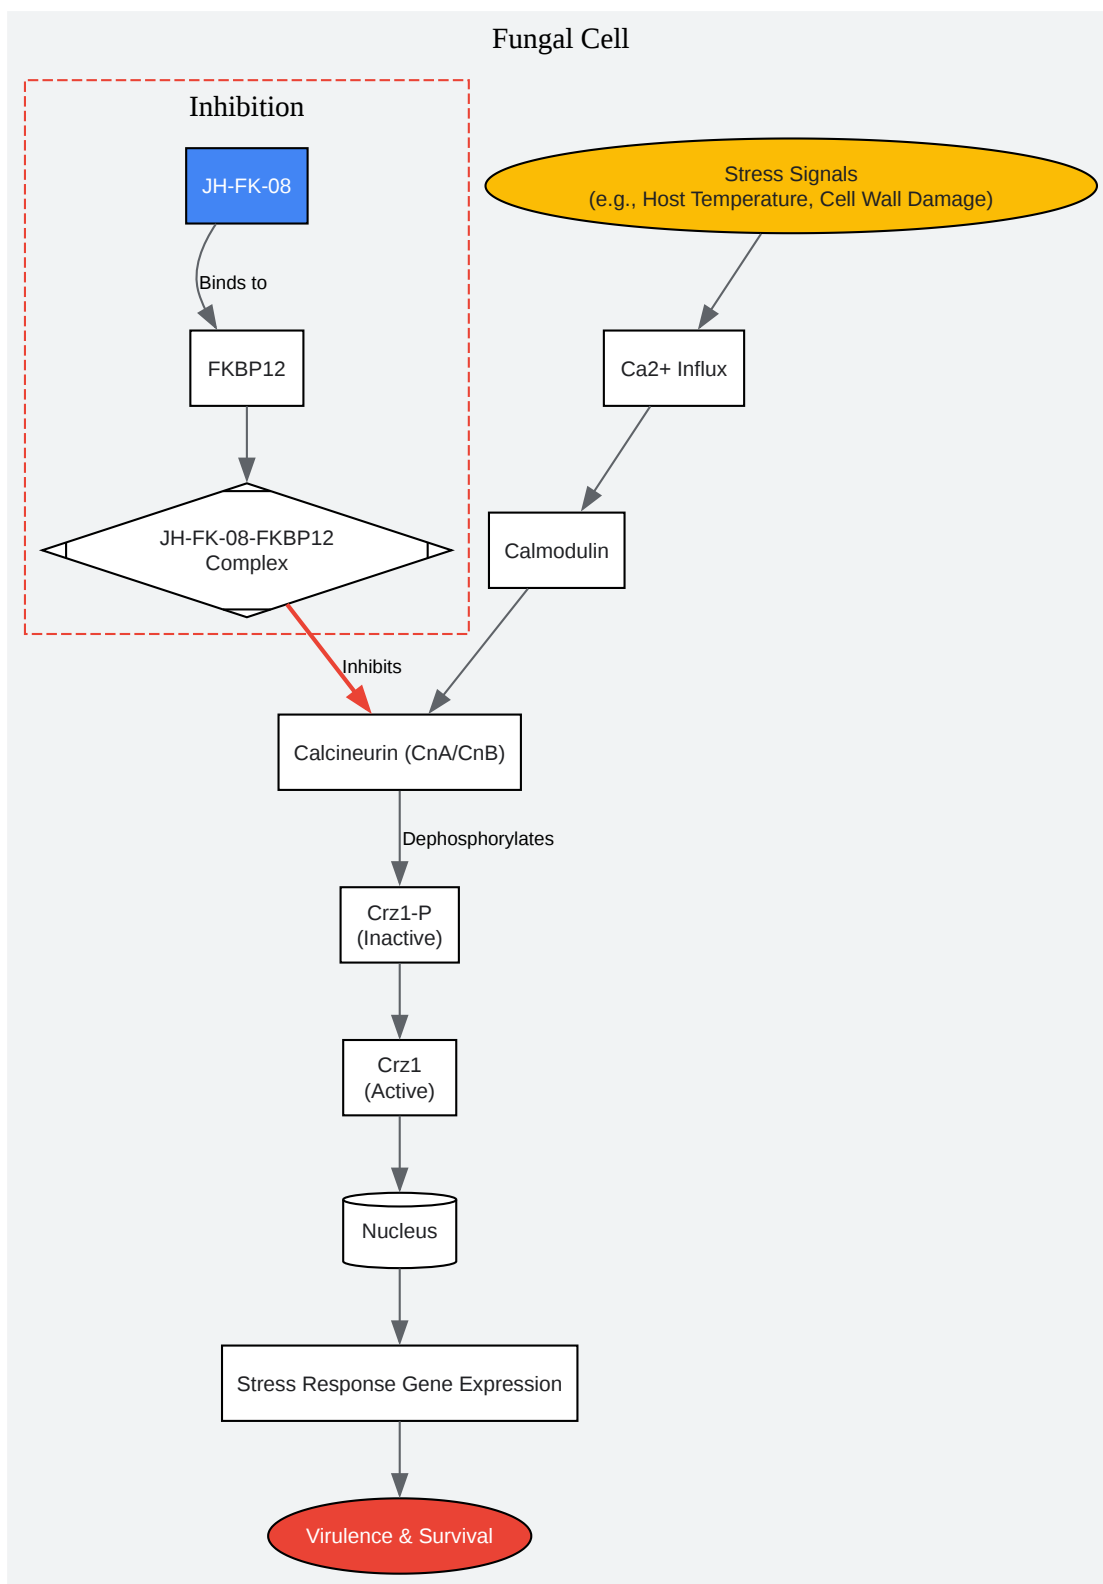 Fungal Cell
Inhibition
JH-FK-08
Stress Signals
(e.g., Host Temperature, Cell Wall Damage)
Binds to
FKBP12
Ca2+ Influx
JH-FK-08-FKBP12
Complex
Calmodulin
Inhibits
Calcineurin (CnA/CnB)
Dephosphorylates
Crz1-P
(Inactive)
Crz1
(Active)
Nucleus
Stress Response Gene Expression
Virulence & Survival